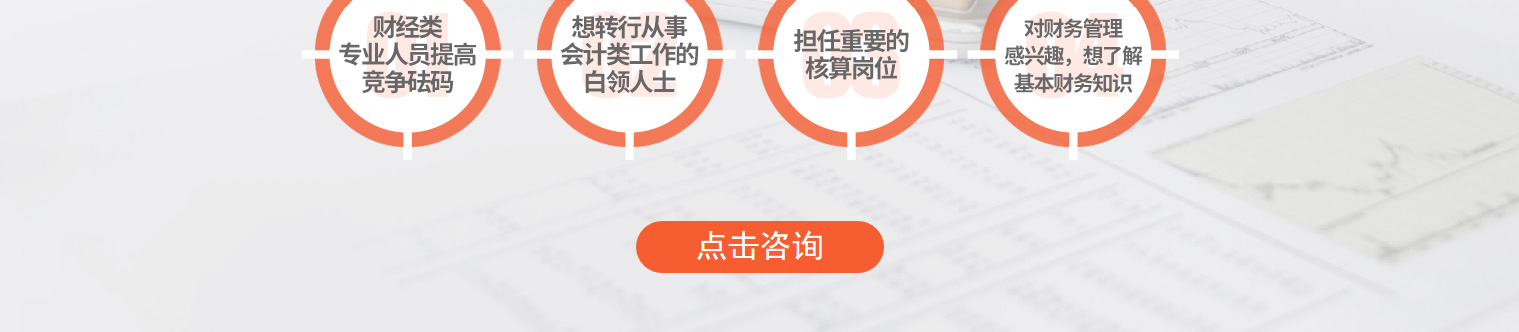 财经类
专业人员提高
竞争砝码
想转行从事
会计类工作的
白领人士
担任重要的
核算岗位
对财务管理
感兴趣，想了解
基本财务知识
点击咨询